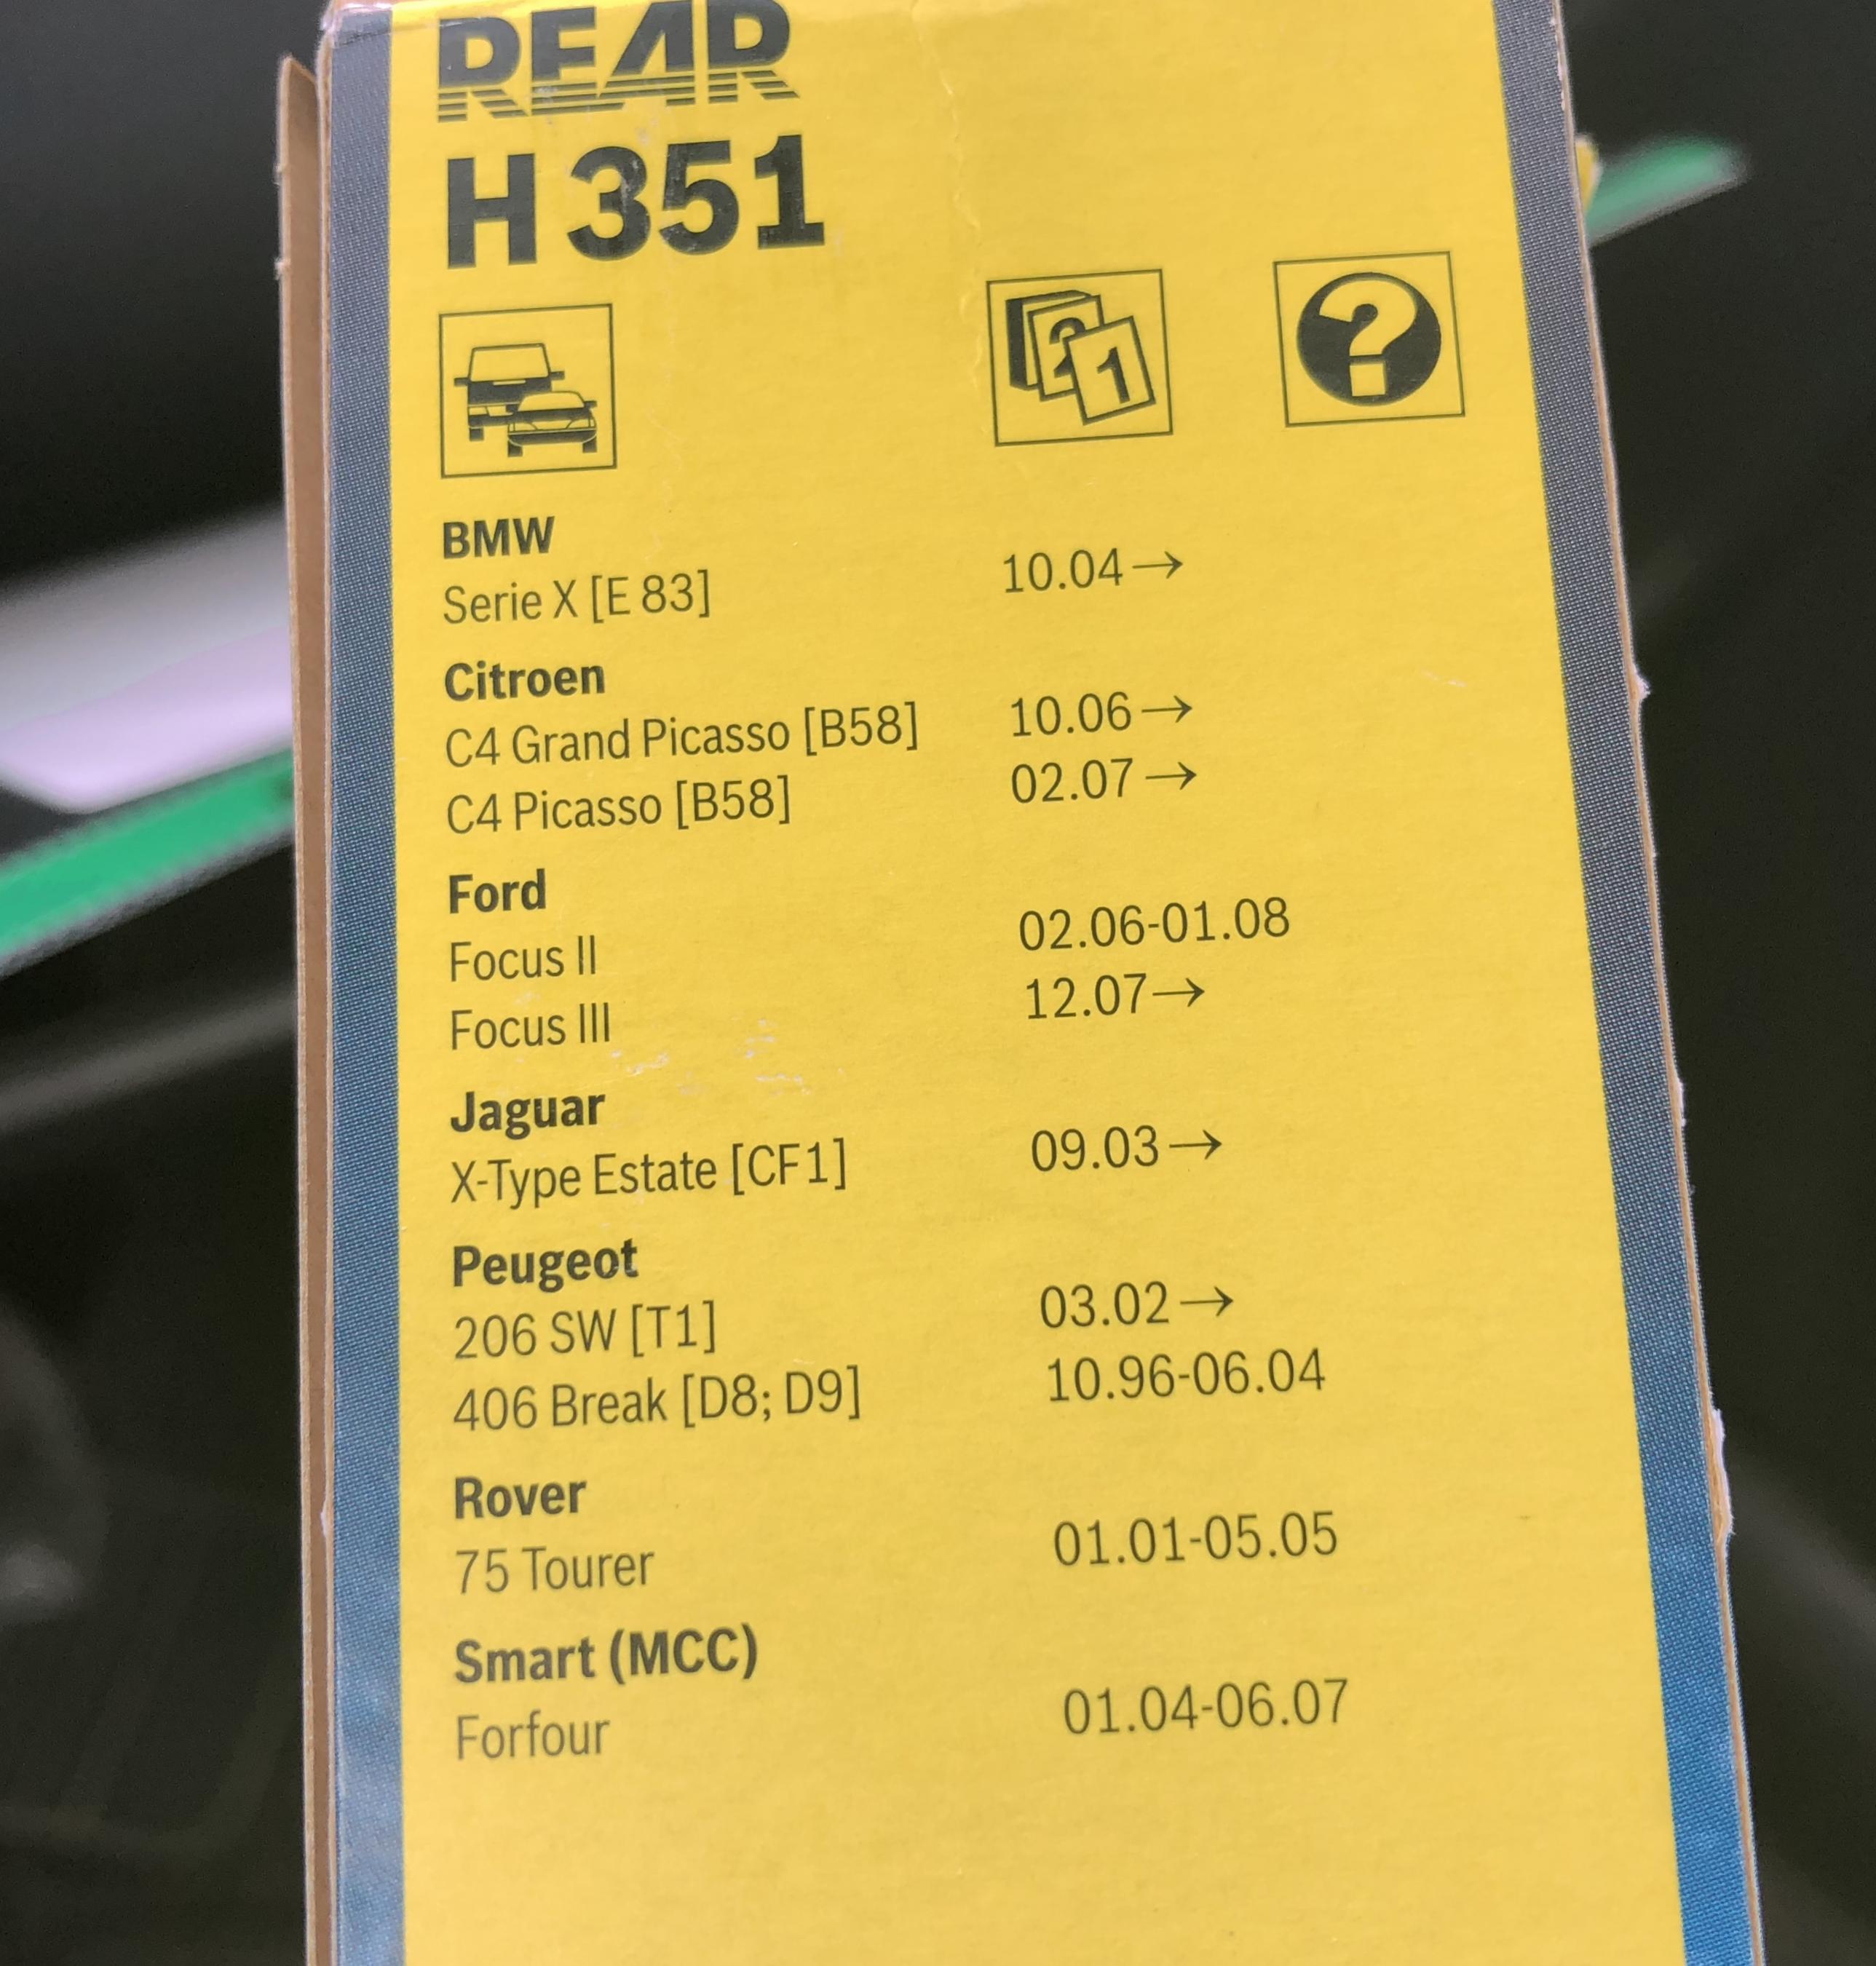 REAR
H 351
2 1 ?
BMW
Serie X [E 83] 10.04→
Citroen
C4 Grand Picasso [B58] 10.06→
C4 Picasso [B58] 02.07→
Ford
Focus II 02.06-01.08
Focus III 12.07→
Jaguar
X-Type Estate [CF1] 09.03→
Peugeot
206 SW [T1] 03.02→
406 Break [D8; D9] 10.96-06.04
Rover
75 Tourer 01.01-05.05
Smart (MCC)
Forfour 01.04-06.07